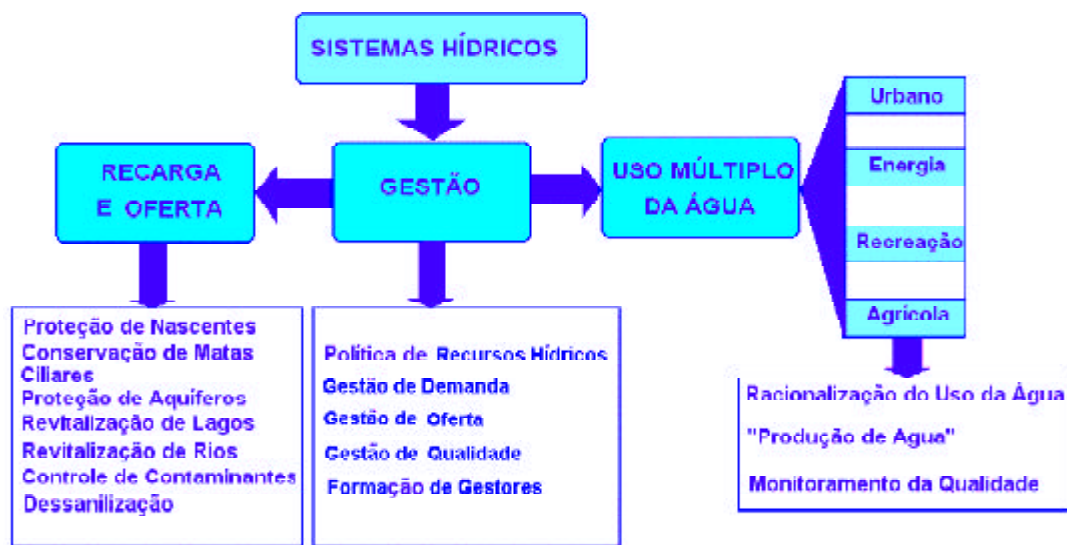 SISTEMAS HÍDRICOS
RECARGA
E OFERTA
GESTÃO
USO MÚLTIPLO
DA ÁGUA
Urbano
Energia
Recreação
Agrícola
Proteção de Nascentes
Conservação de Matas
Ciliares
Proteção de Aquíferos
Revitalização de Lagos
Revitalização de Rios
Controle de Contaminantes
Dessanilização
Política de Recursos Hídricos
Gestão de Demanda
Gestão de Oferta
Gestão de Qualidade
Formação de Gestores
Racionalização do Uso da Água
"Produção de Agua"
Monitoramento da Qualidade